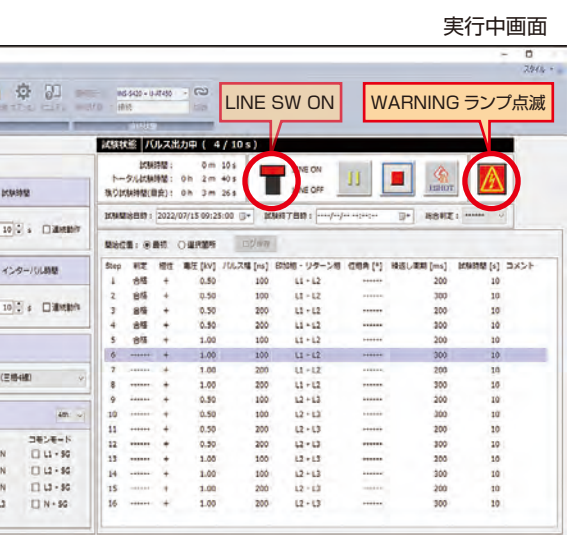 実行中画面
スタイル
INS-S420 + U-AT450
接続
LINE SW ON
WARNING ランプ点滅
試験状態 パルス出力中 ( 4 / 10 s )
試験時間： 0 m 10 s
トータル試験時間： 0 h 2 m 40 s
残り試験時間(目安)： 0 h 3 m 26 s
LINE ON
LINE OFF
1SHOT
試験開始日時： 2022/07/15 09:25:00
試験終了日時： ----/--/-- --:--:--
総合判定： ------
開始位置： 最初 選択箇所 ログ保存
Step 判定 極性 電圧 [kV] パルス幅 [ns] 印加相 - リターン相 位相角 [°] 繰返し周期 [ms] 試験時間 [s] コメント
1 合格 + 0.50 100 L1 - L2 ------ 200 10
2 合格 + 0.50 100 L1 - L2 ------ 300 10
3 合格 + 0.50 200 L1 - L2 ------ 200 10
4 合格 + 0.50 200 L1 - L2 ------ 300 10
5 合格 + 1.00 100 L1 - L2 ------ 200 10
6 ------ + 1.00 100 L1 - L2 ------ 300 10
7 ------ + 1.00 200 L1 - L2 ------ 200 10
8 ------ + 1.00 200 L1 - L2 ------ 300 10
9 ------ + 0.50 100 L2 - L3 ------ 200 10
10 ------ + 0.50 100 L2 - L3 ------ 300 10
11 ------ + 0.50 200 L2 - L3 ------ 200 10
12 ------ + 0.50 200 L2 - L3 ------ 300 10
13 ------ + 1.00 100 L2 - L3 ------ 200 10
14 ------ + 1.00 100 L2 - L3 ------ 300 10
15 ------ + 1.00 200 L2 - L3 ------ 200 10
16 ------ + 1.00 200 L2 - L3 ------ 300 10
試験時間
10 s 連続動作
インターバル時間
10 s 連続動作
(三相4線)
コモンモード
N L1 - SG
N L2 - SG
N L3 - SG
L3 N - SG